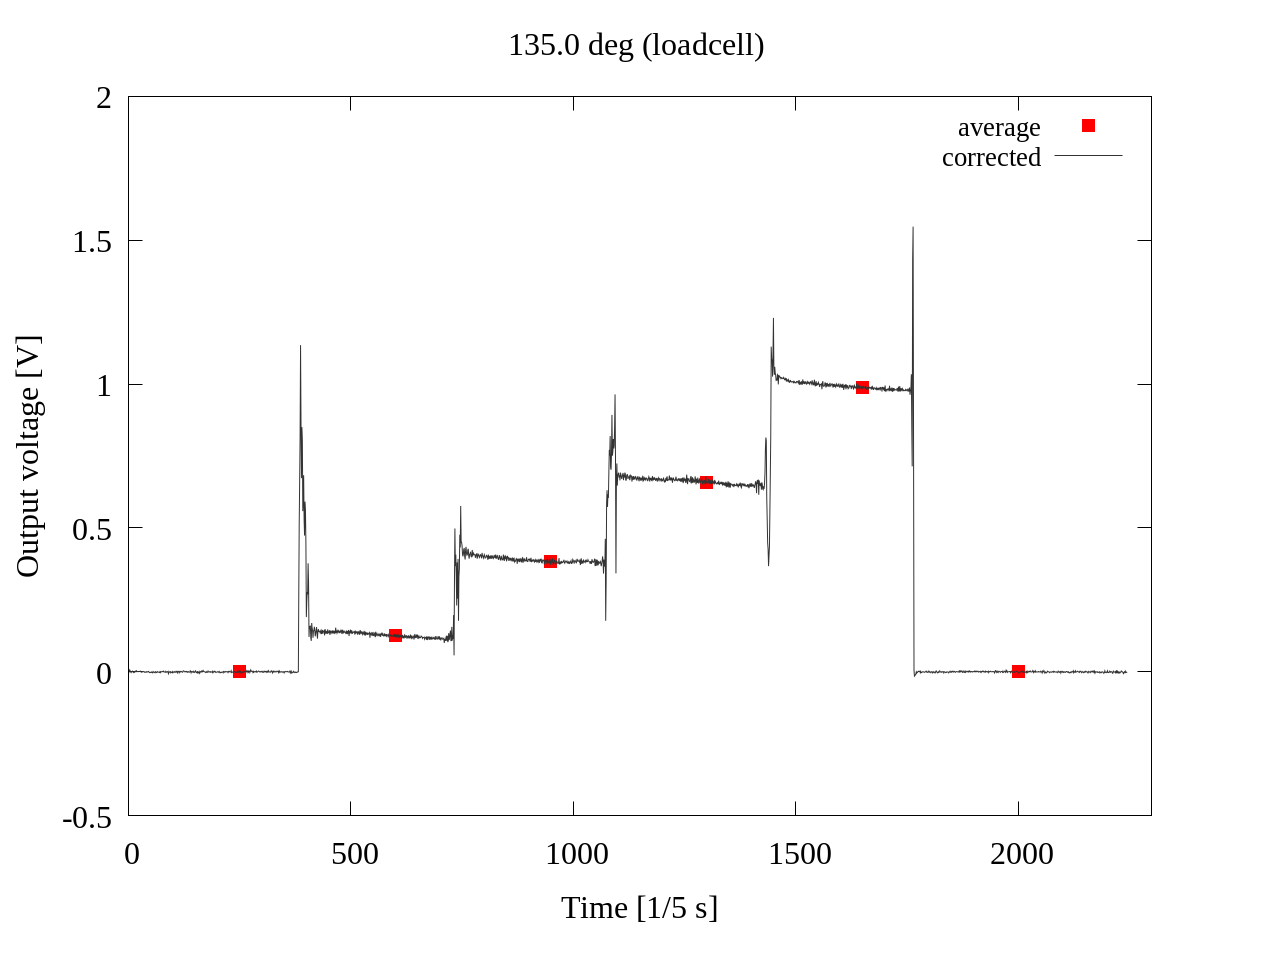 135.0 deg (loadcell)
average
corrected
2
1.5
1
0.5
0
-0.5
Output voltage [V]
0 500 1000 1500 2000
Time [1/5 s]